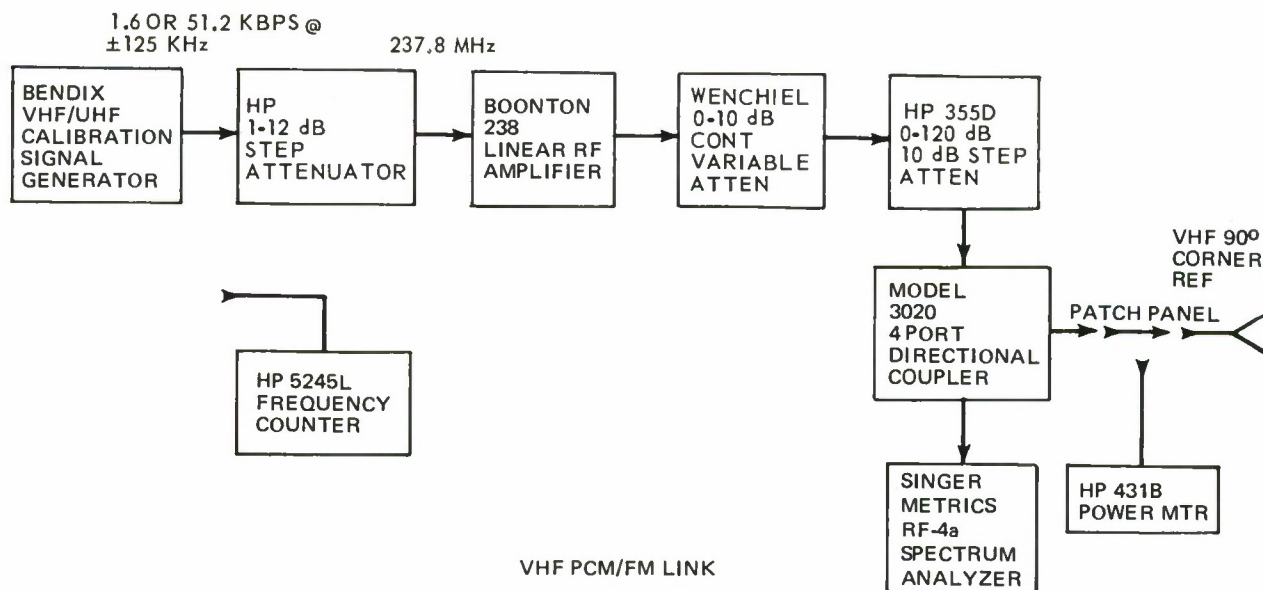 1.6 OR 51.2 KBPS @
±125 KHz
237.8 MHz
BENDIX
VHF/UHF
CALIBRATION
SIGNAL
GENERATOR
HP
1-12 dB
STEP
ATTENUATOR
BOONTON
238
LINEAR RF
AMPLIFIER
WENCHIEL
0-10 dB
CONT
VARIABLE
ATTEN
HP 355D
0-120 dB
10 dB STEP
ATTEN
MODEL
3020
4 PORT
DIRECTIONAL
COUPLER
PATCH PANEL
VHF 90º
CORNER
REF
HP 5245L
FREQUENCY
COUNTER
SINGER
METRICS
RF-4a
SPECTRUM
ANALYZER
HP 431B
POWER MTR
VHF PCM/FM LINK